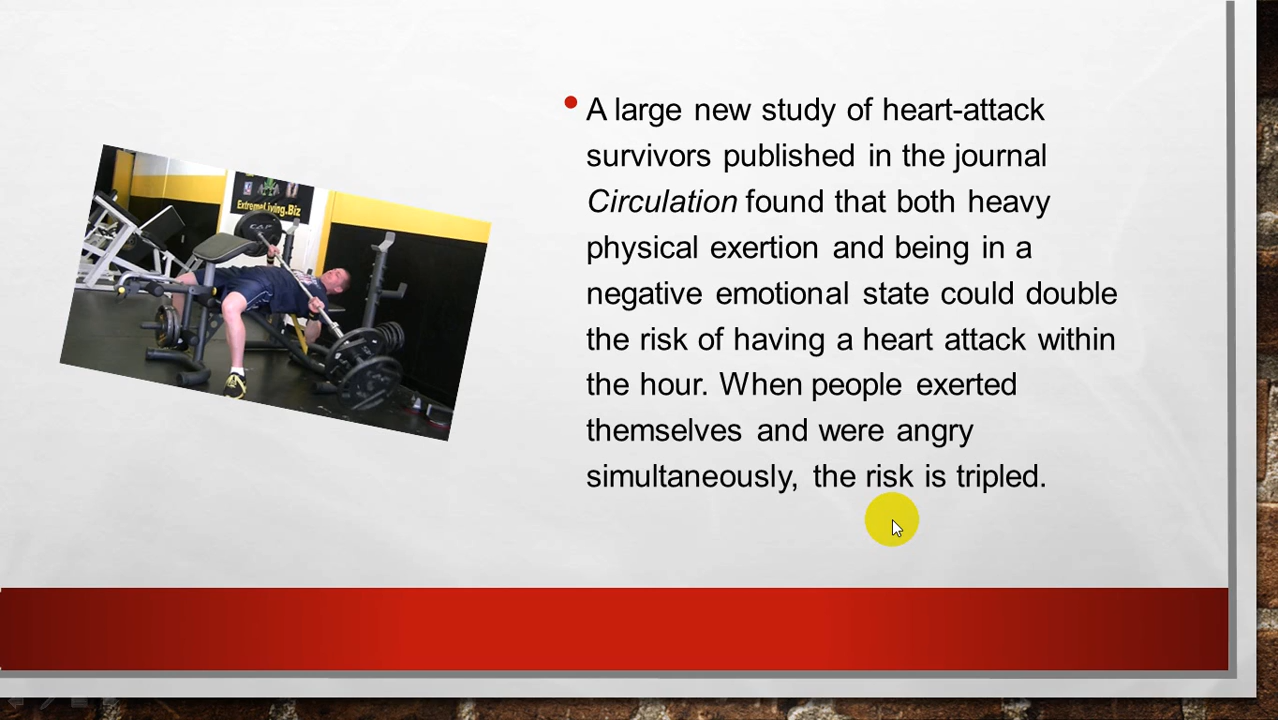 ExtremeLiving.Biz
CAP
A large new study of heart-attack
survivors published in the journal
Circulation found that both heavy
physical exertion and being in a
negative emotional state could double
the risk of having a heart attack within
the hour. When people exerted
themselves and were angry
simultaneously, the risk is tripled.